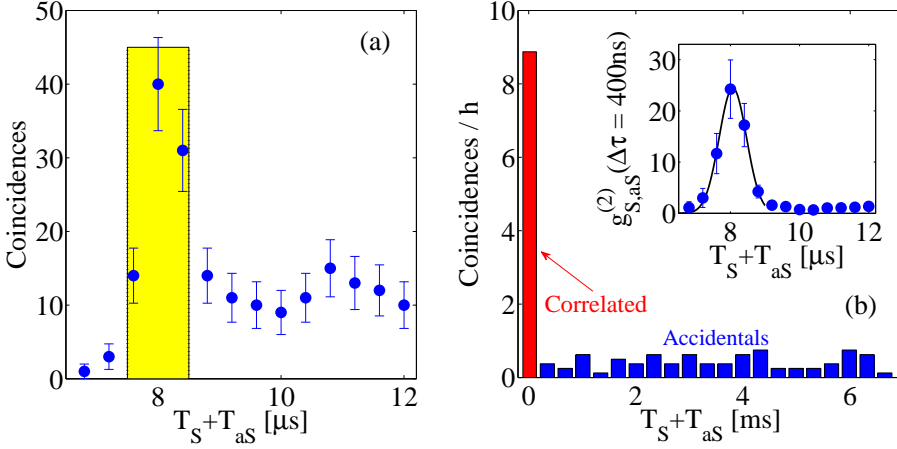 (a)
Coincidences
50
40
30
20
10
0
8
10
12
T_S+T_aS [μs]
(b)
Coincidences / h
10
8
6
4
2
0
0
2
4
6
T_S+T_aS [ms]
Correlated
Accidentals
g^(2)_S,aS(Δτ = 400ns)
30
20
10
0
8
10
12
T_S+T_aS [μs]